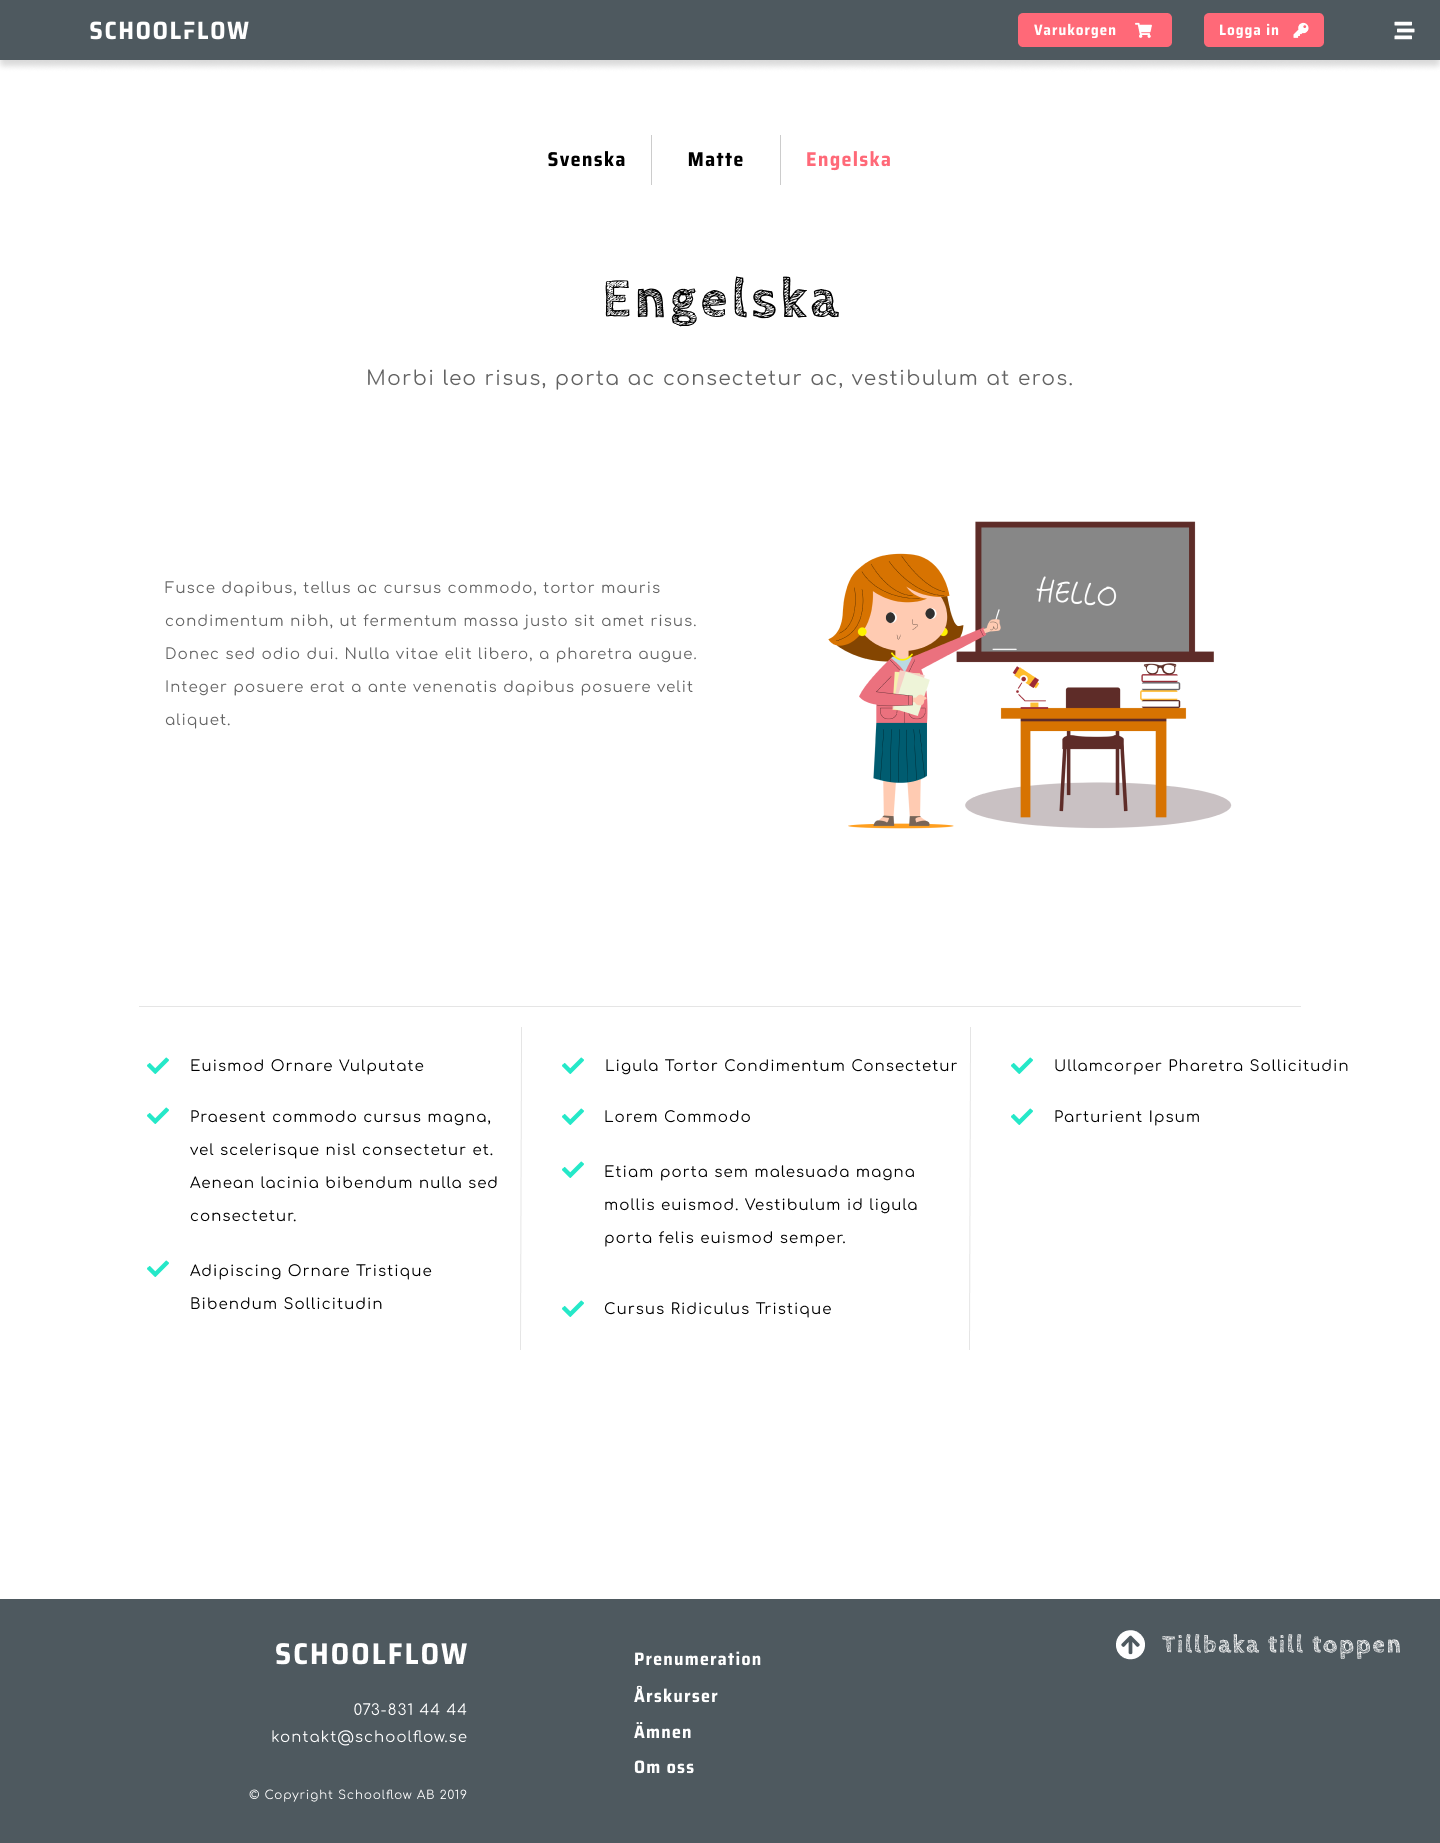 SCHOOLFLOW
Varukorgen
Logga in
Svenska
Matte
Engelska
Engelska
Morbi leo risus, porta ac consectetur ac, vestibulum at eros.
Fusce dapibus, tellus ac cursus commodo, tortor mauris
condimentum nibh, ut fermentum massa justo sit amet risus.
Donec sed odio dui. Nulla vitae elit libero, a pharetra augue.
Integer posuere erat a ante venenatis dapibus posuere velit
aliquet.
HELLO
Euismod Ornare Vulputate
Praesent commodo cursus magna,
vel scelerisque nisl consectetur et.
Aenean lacinia bibendum nulla sed
consectetur.
Adipiscing Ornare Tristique
Bibendum Sollicitudin
Ligula Tortor Condimentum Consectetur
Lorem Commodo
Etiam porta sem malesuada magna
mollis euismod. Vestibulum id ligula
porta felis euismod semper.
Cursus Ridiculus Tristique
Ullamcorper Pharetra Sollicitudin
Parturient Ipsum
SCHOOLFLOW
073-831 44 44
kontakt@schoolflow.se
© Copyright Schoolflow AB 2019
Prenumeration
Årskurser
Ämnen
Om oss
Tillbaka till toppen